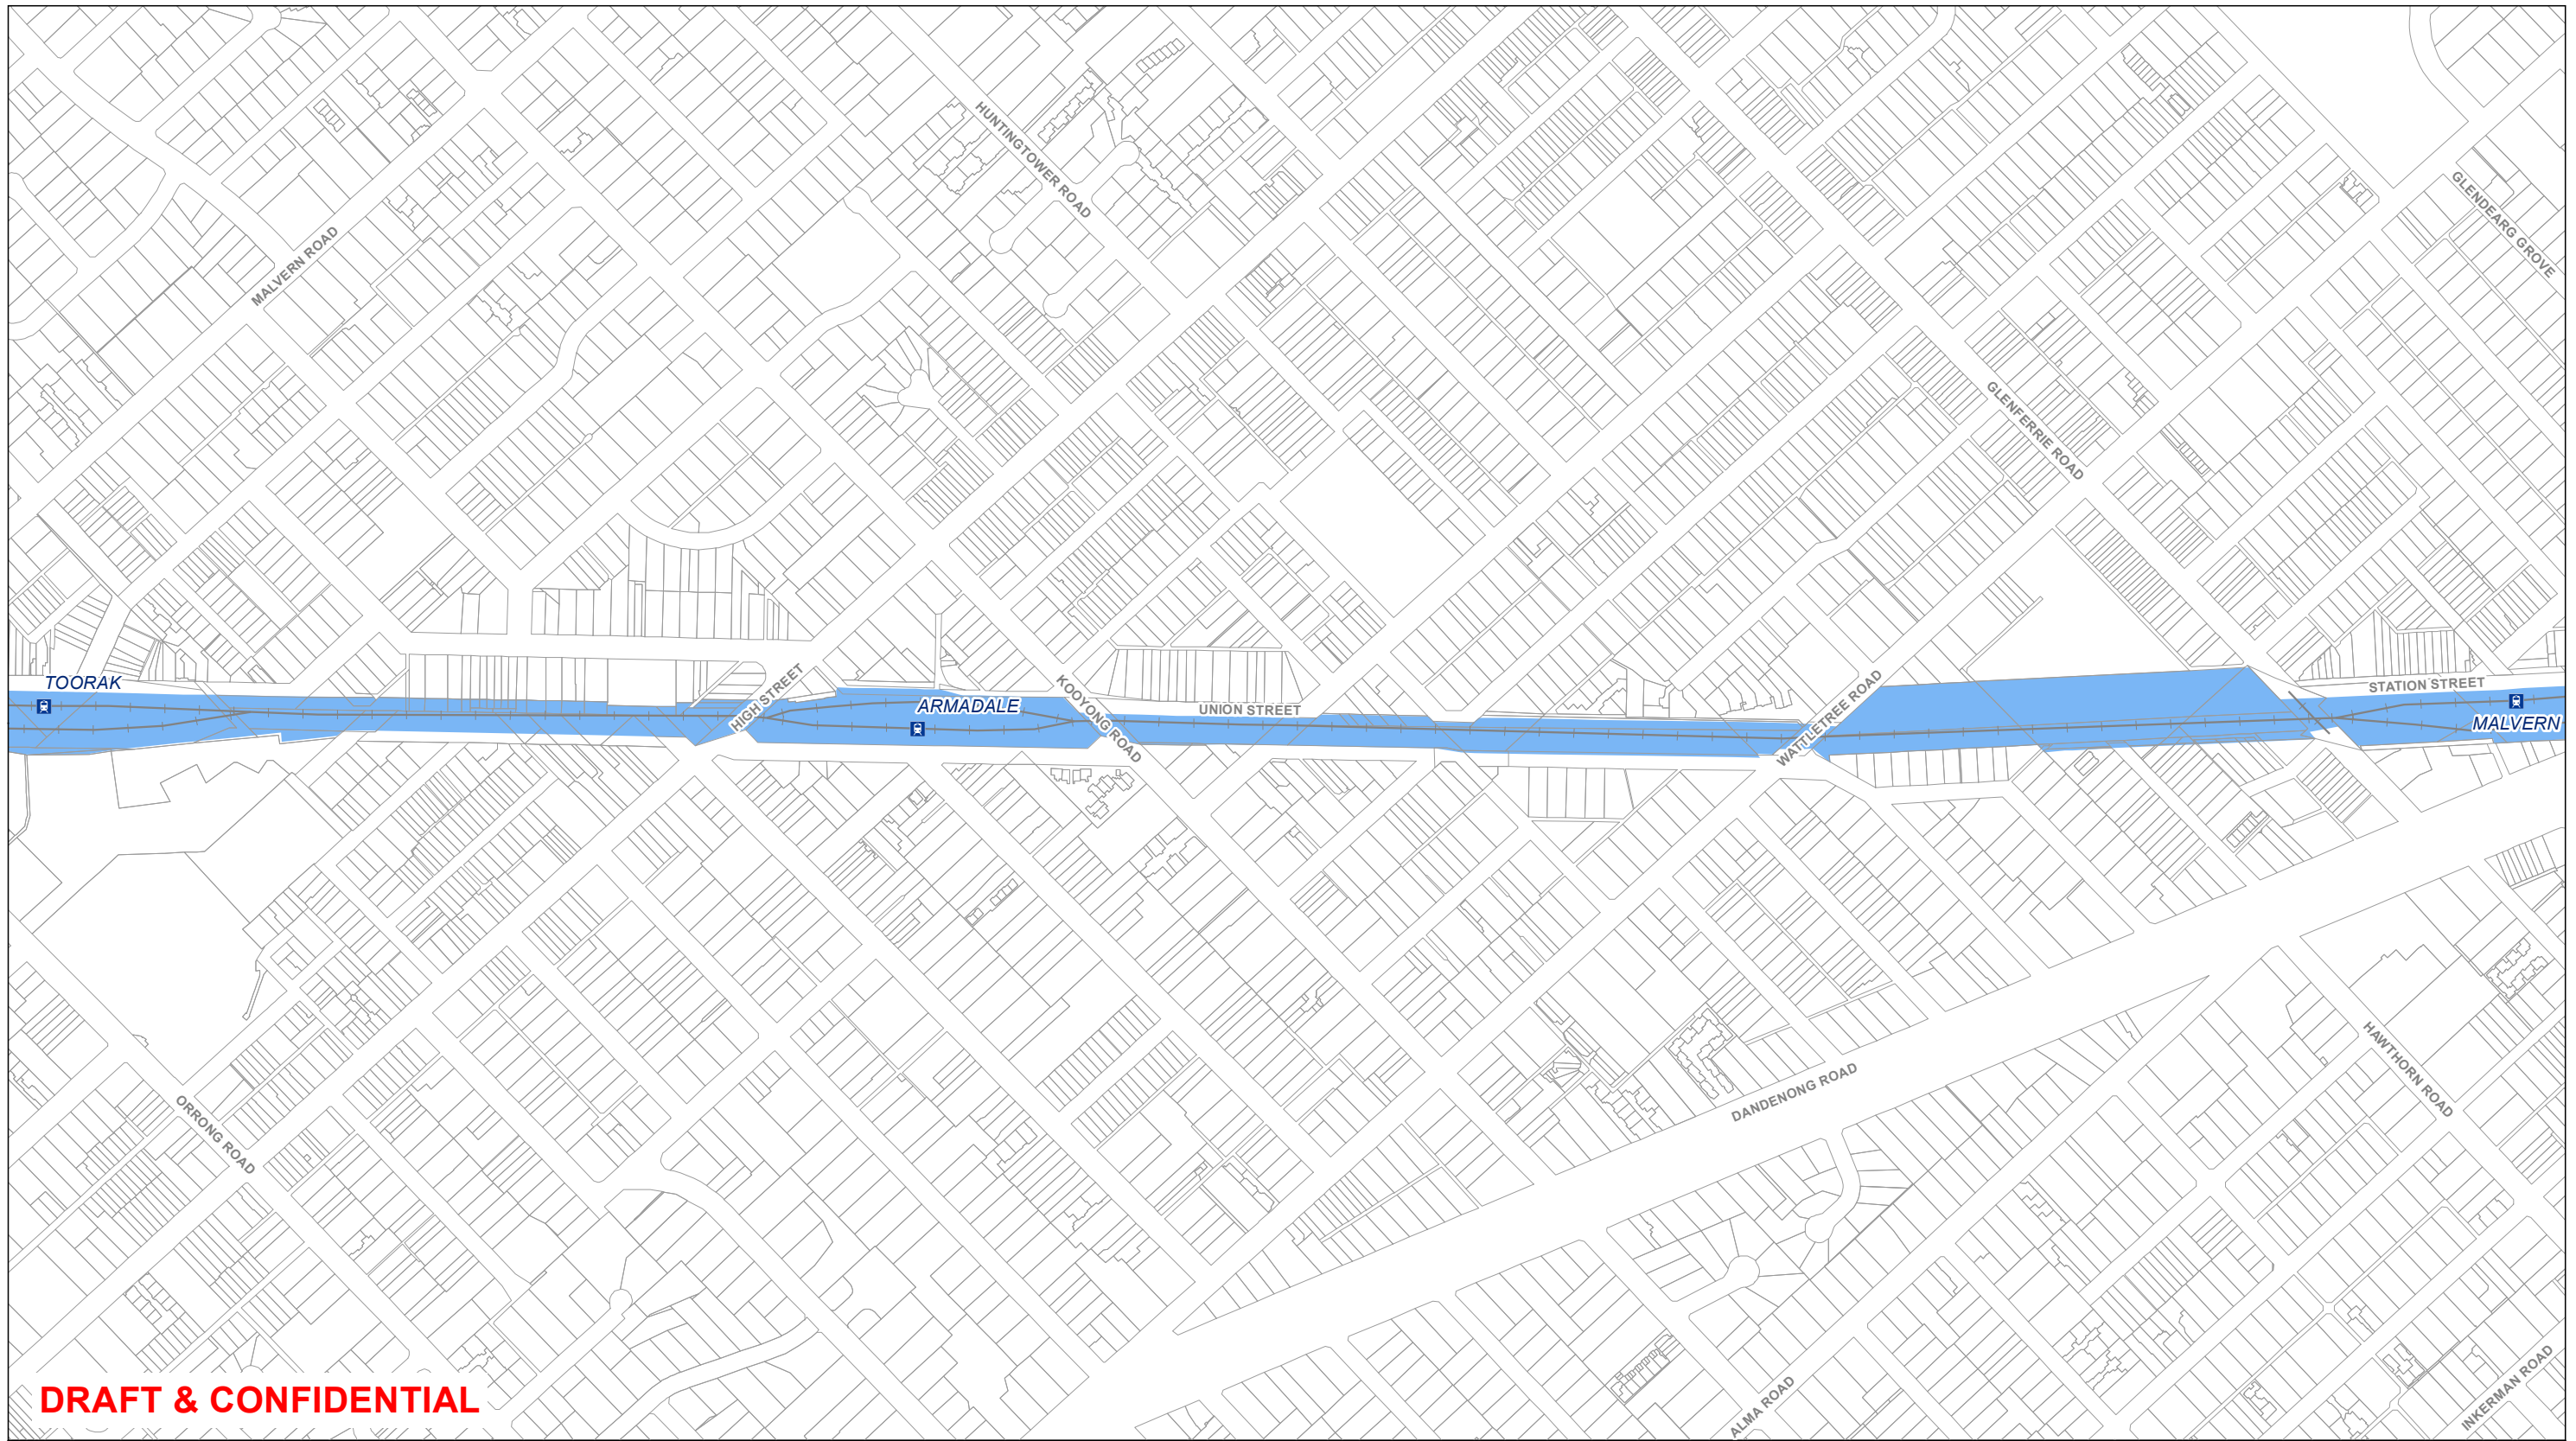 HUNTINGTOWER ROAD
GLENDEARG GROVE
MALVERN ROAD
GLENFERRIE ROAD
TOORAK
HIGH STREET
ARMADALE
KOOYONG ROAD
UNION STREET
WATTLETREE ROAD
STATION STREET
MALVERN
HAWTHORN ROAD
DANDENONG ROAD
ORRONG ROAD
ALMA ROAD
INKERMAN ROAD
DRAFT & CONFIDENTIAL